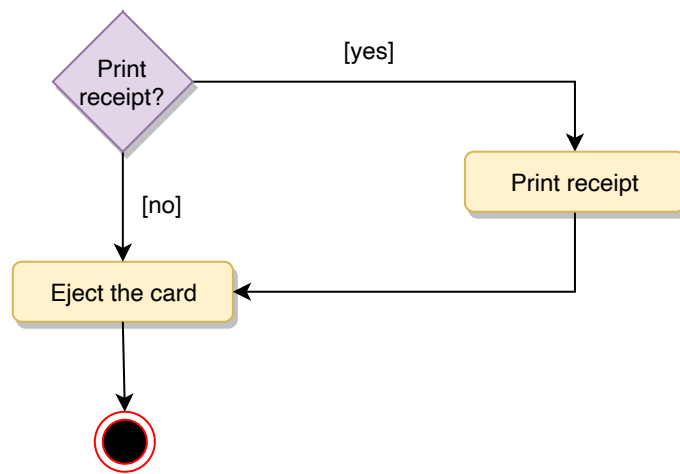 Print
receipt?
[yes]
Print receipt
[no]
Eject the card